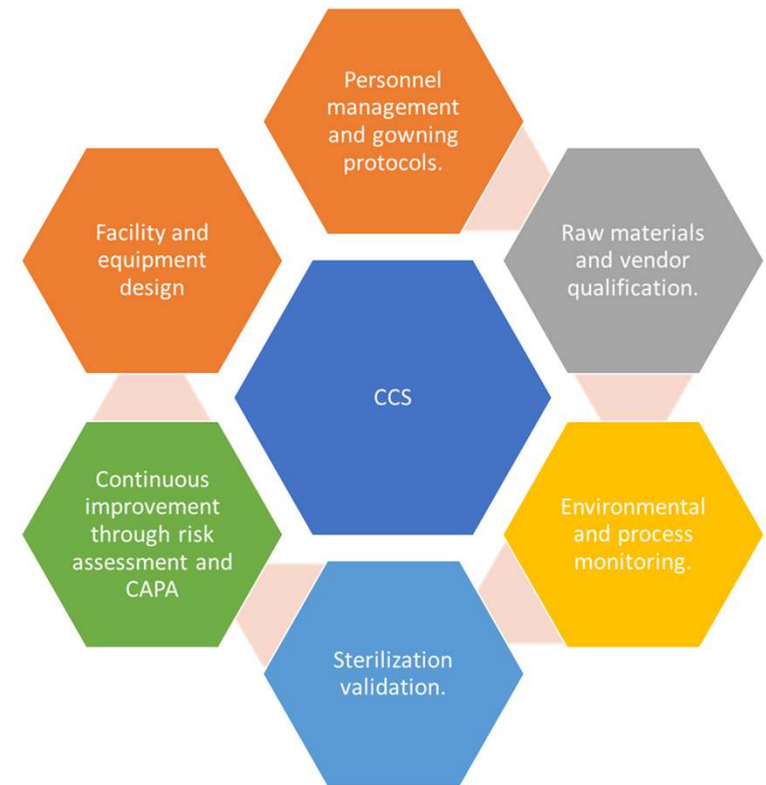 Personnel
management
and gowning
protocols.
Facility and
equipment
design
Raw materials
and vendor
qualification.
CCS
Continuous
improvement
through risk
assessment and
CAPA
Environmental
and process
monitoring.
Sterilization
validation.